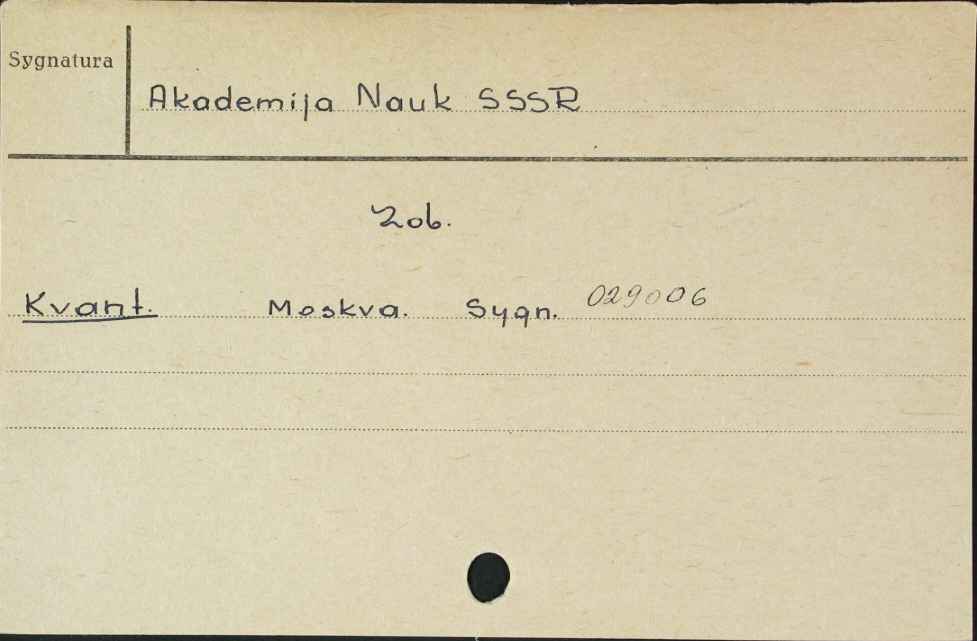 Sygnatura
Akademija Nauk SSSR
Zob.
Kvant. Moskva. Sygn. 029006